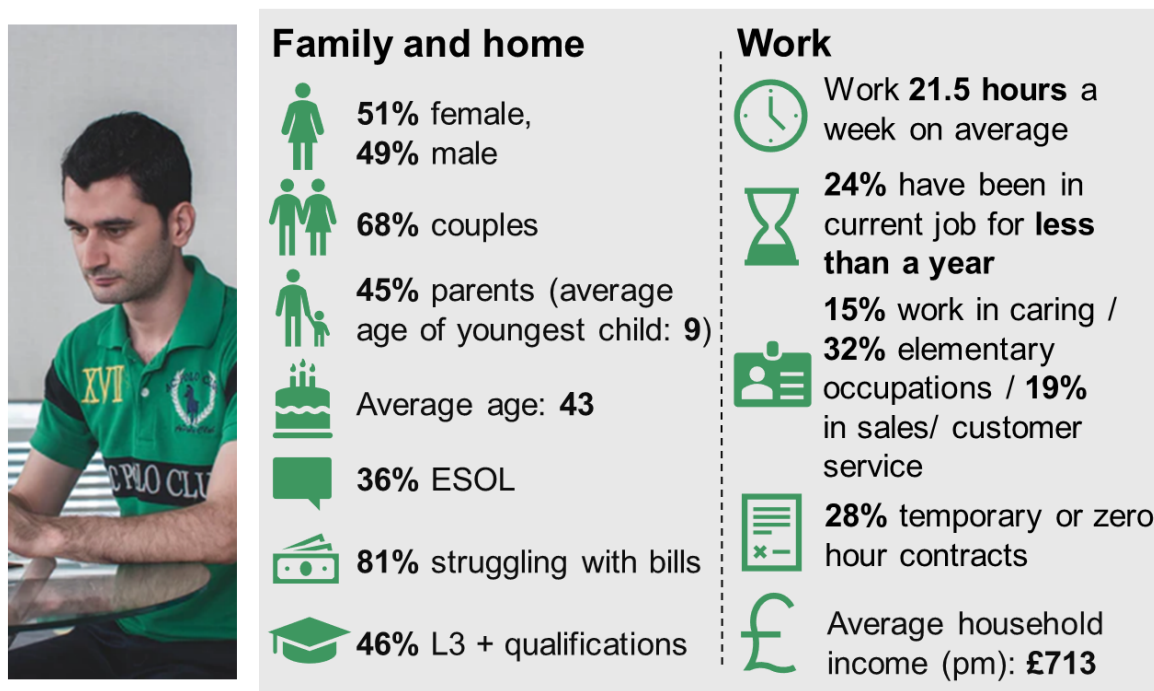 XVII
POLO CLU
C POLO CLU
Family and home
51% female,
49% male
68% couples
45% parents (average
age of youngest child: 9)
Average age: 43
36% ESOL
81% struggling with bills
46% L3 + qualifications
Work
Work 21.5 hours a
week on average
24% have been in
current job for less
than a year
15% work in caring /
32% elementary
occupations / 19%
in sales/ customer
service
28% temporary or zero
hour contracts
Average household
income (pm): £713